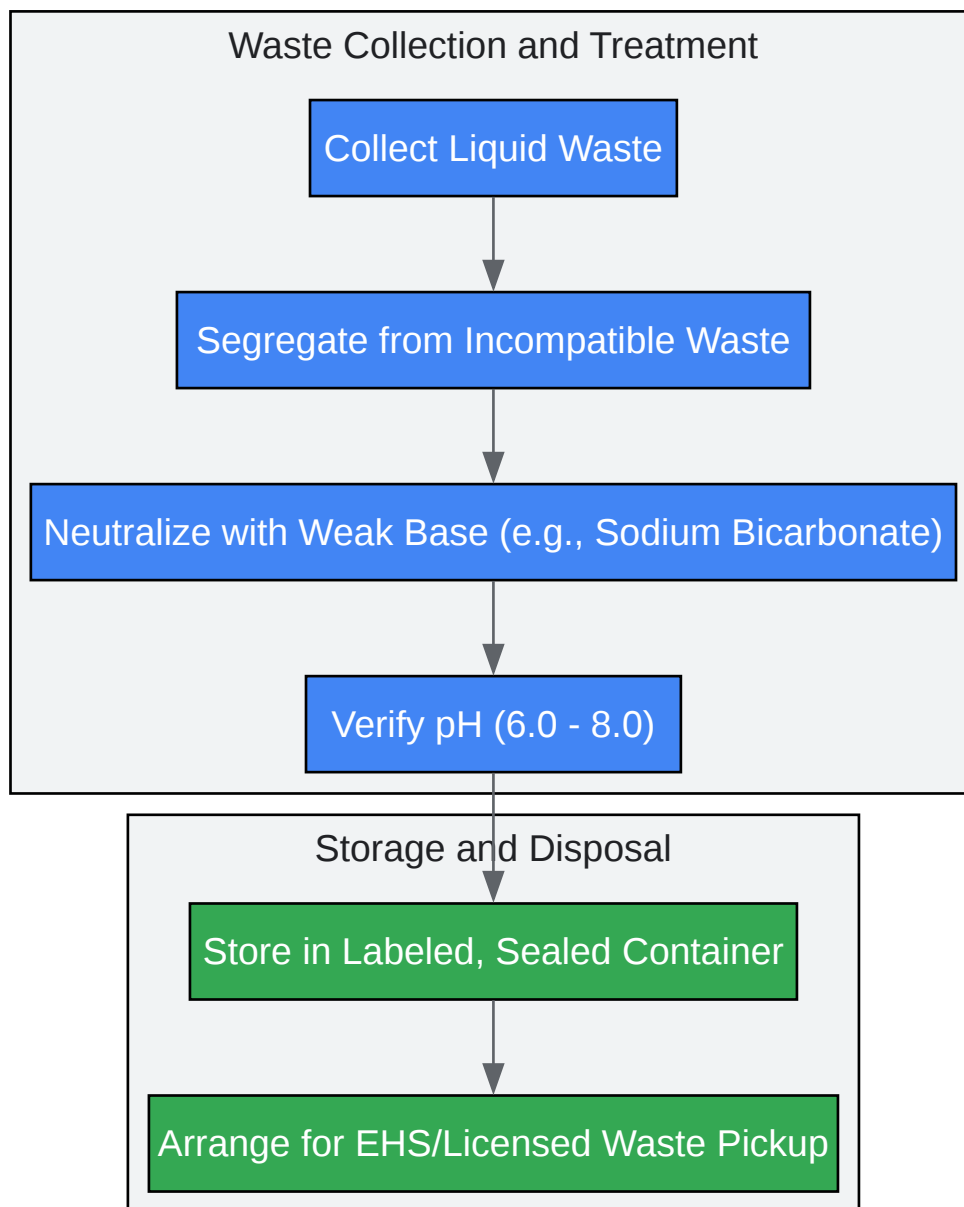 Waste Collection and Treatment
Collect Liquid Waste
Segregate from Incompatible Waste
Neutralize with Weak Base (e.g., Sodium Bicarbonate)
Verify pH (6.0 - 8.0)
Storage and Disposal
Store in Labeled, Sealed Container
Arrange for EHS/Licensed Waste Pickup